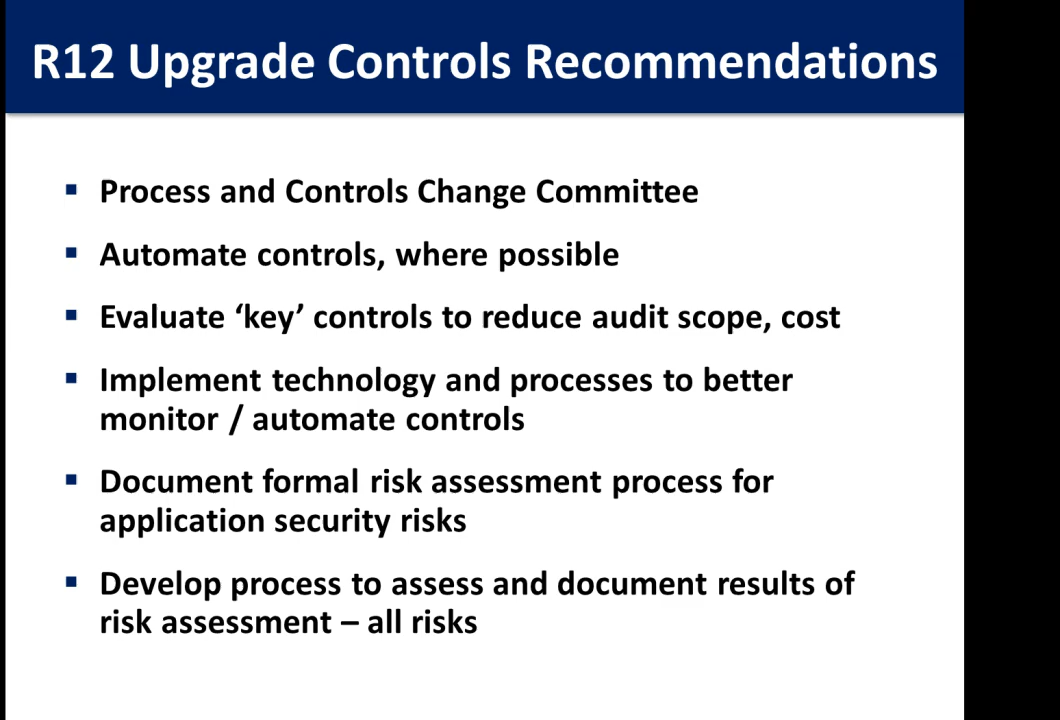 R12 Upgrade Controls Recommendations
▪ Process and Controls Change Committee
▪ Automate controls, where possible
▪ Evaluate ‘key’ controls to reduce audit scope, cost
▪ Implement technology and processes to better
monitor / automate controls
▪ Document formal risk assessment process for
application security risks
▪ Develop process to assess and document results of
risk assessment – all risks